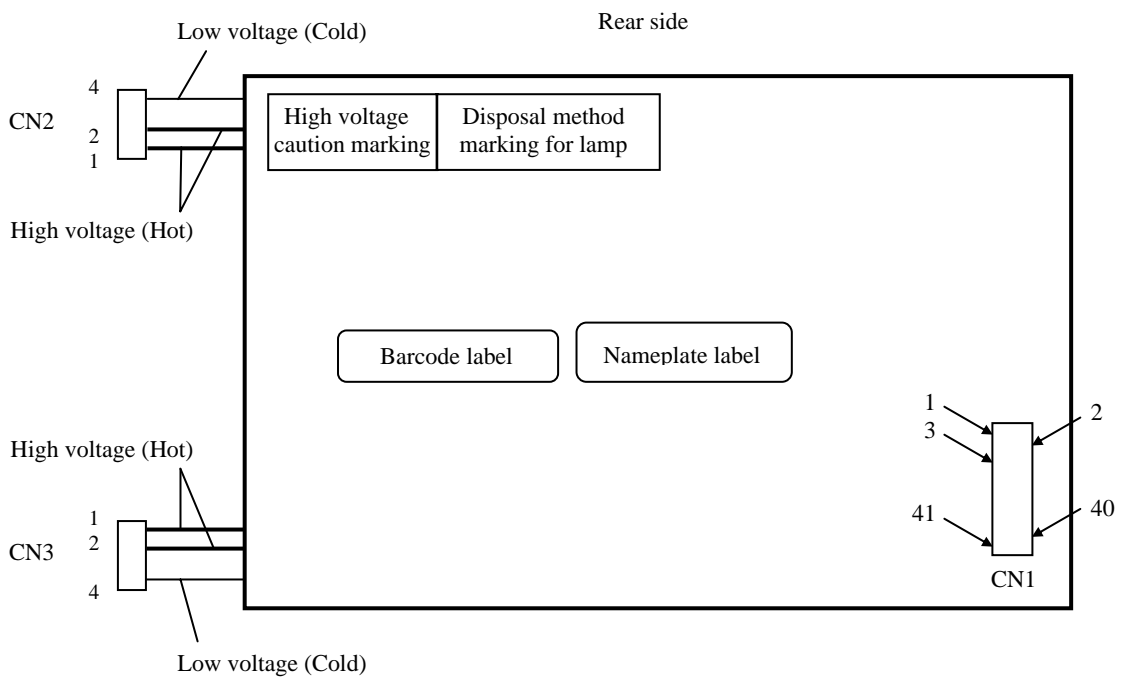 Rear side
Low voltage (Cold)
4
CN2
2
1
High voltage
caution marking
Disposal method
marking for lamp
High voltage (Hot)
Barcode label
Nameplate label
1
2
3
High voltage (Hot)
41
40
1
CN3
2
4
CN1
Low voltage (Cold)